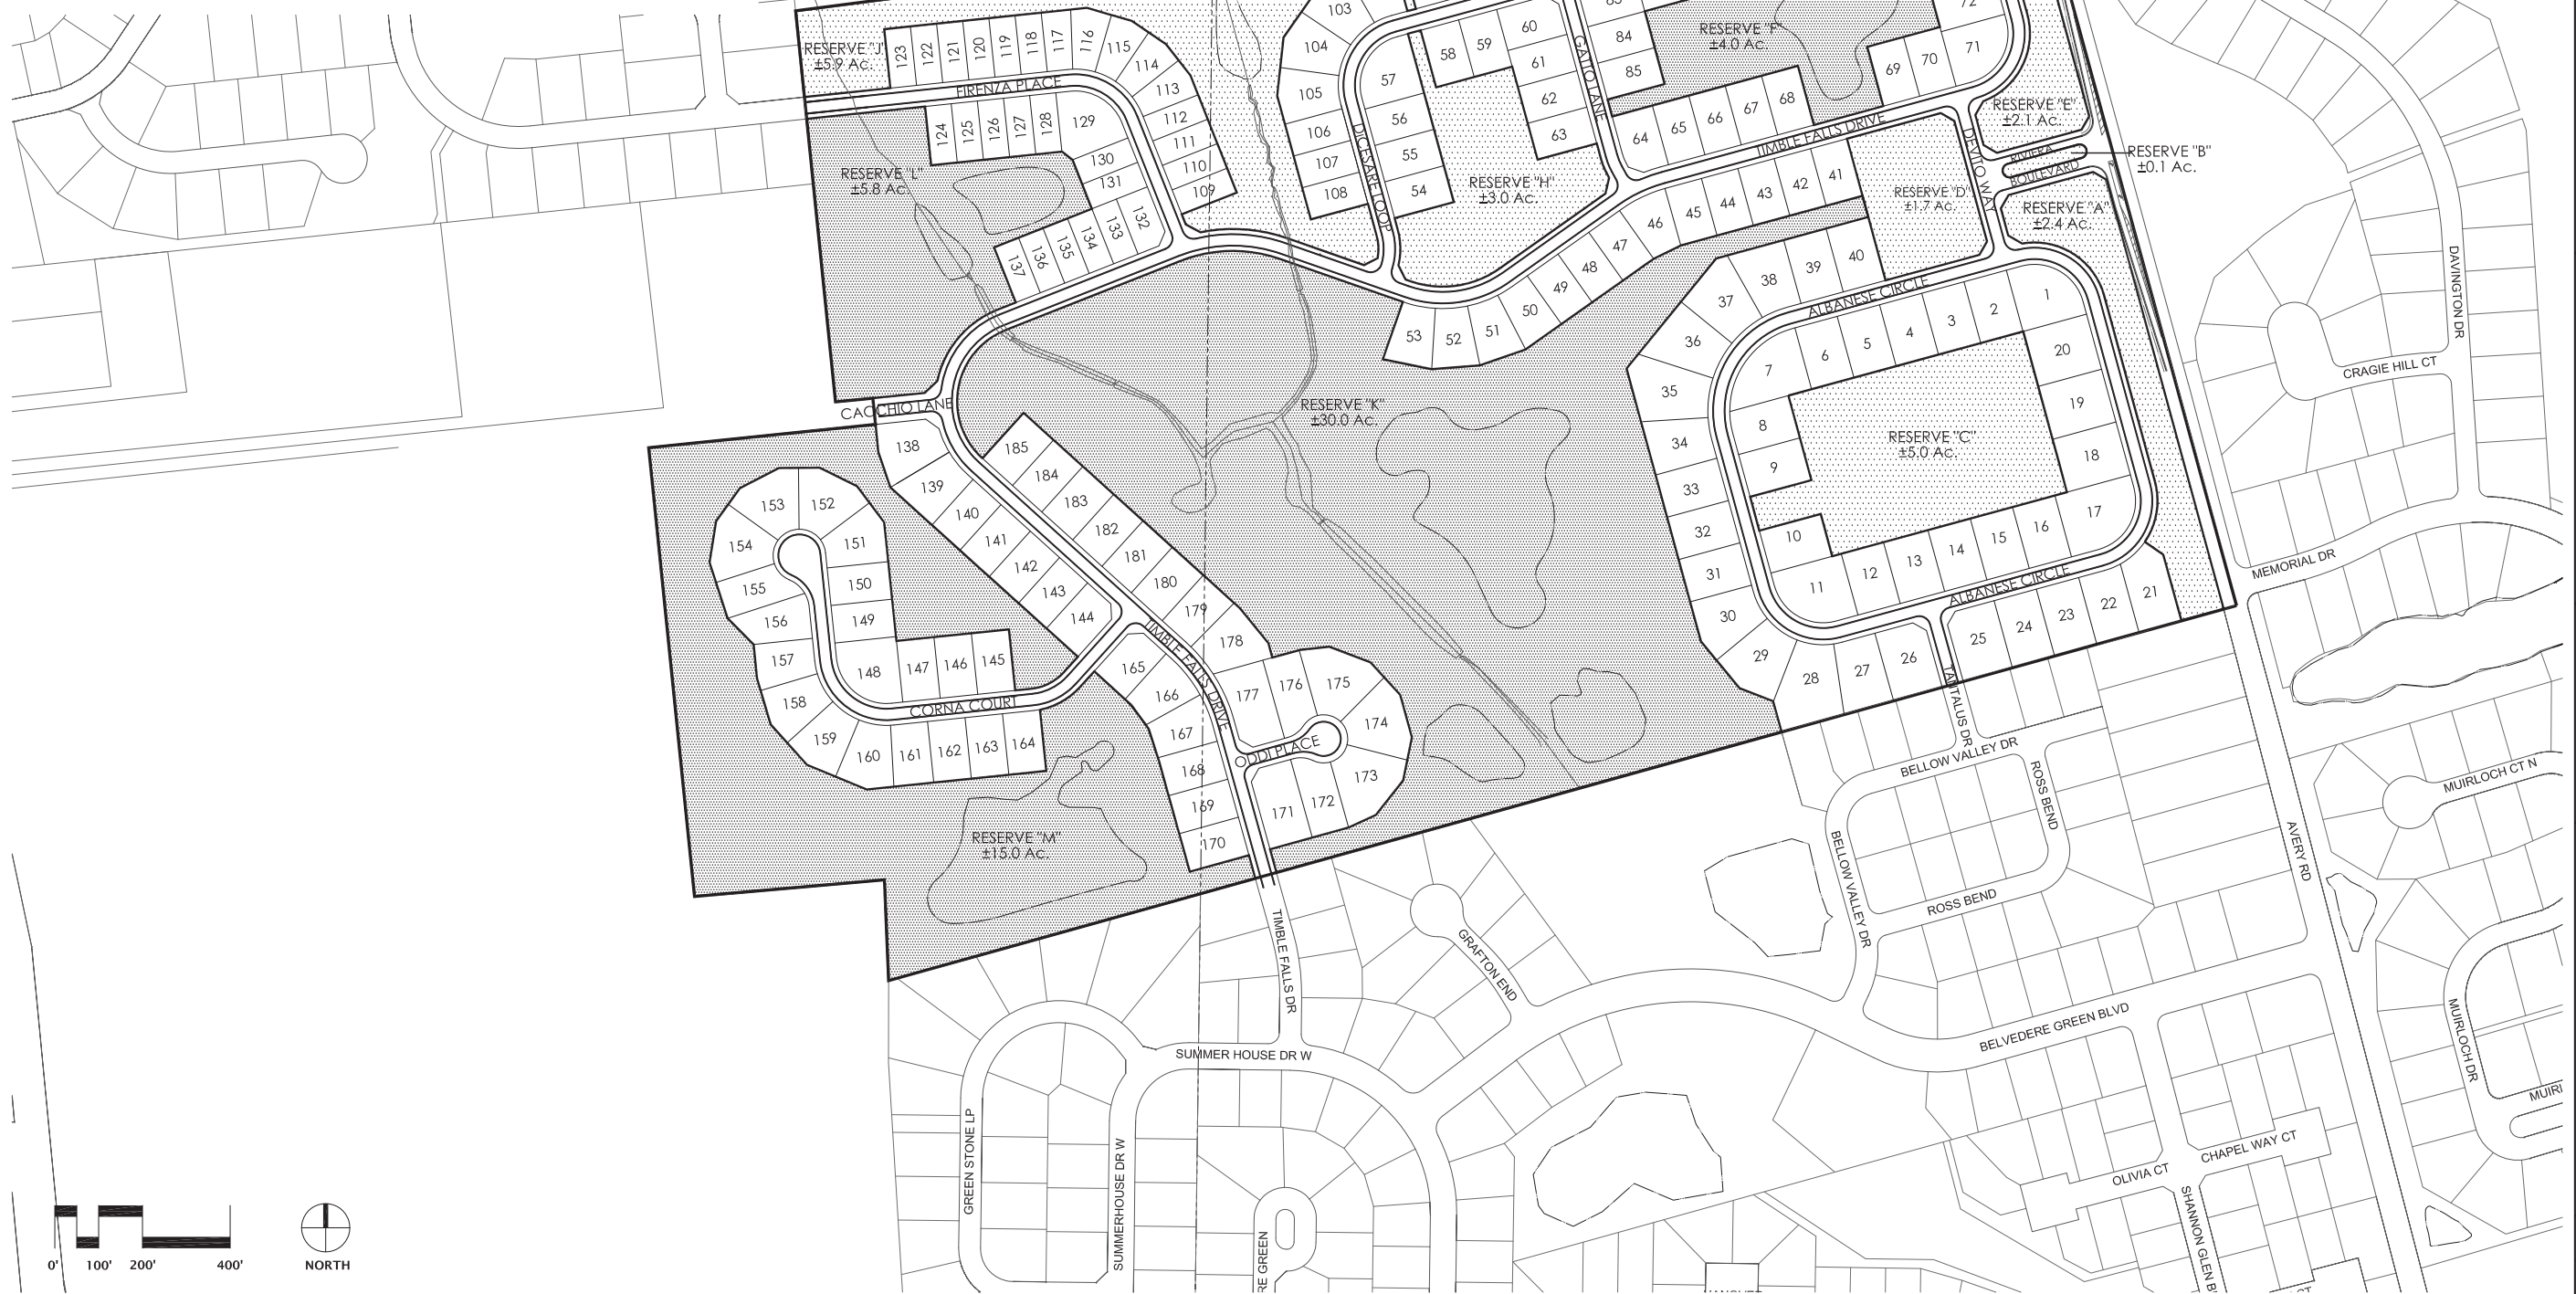 103
60
85
72
RESERVE "J"
±5.9 Ac.
123
122
121
120
119
118
117
116
115
114
113
112
111
110
109
FIRENZA PLACE
124
125
126
127
128
129
130
131
132
133
134
135
136
137
RESERVE "L"
±5.8 Ac.
104
105
106
107
108
DICESARE LOOP
57
56
55
54
58
59
61
62
63
GATTO LANE
RESERVE "H"
±3.0 Ac.
84
85
RESERVE "F"
±4.0 Ac.
64
65
66
67
68
69
70
71
TIMBLE FALLS DRIVE
DEVITO WAY
RESERVE "E"
±2.1 Ac.
RIVIERA
BOULEVARD
RESERVE "B"
±0.1 Ac.
RESERVE "D"
±1.7 Ac.
RESERVE "A"
±2.4 Ac.
41
42
43
44
45
46
47
48
49
50
51
52
53
40
39
38
37
36
35
34
33
32
31
30
29
28
27
26
25
24
23
22
21
ALBANESE CIRCLE
1
2
3
4
5
6
7
8
9
10
11
12
13
14
15
16
17
18
19
20
RESERVE "C"
±5.0 Ac.
ALBANESE CIRCLE
TANTALUS DR
DAVINGTON DR
CRAGIE HILL CT
MEMORIAL DR
RESERVE "K"
±30.0 Ac.
CACCHIO LANE
138
139
140
141
142
143
144
185
184
183
182
181
180
179
178
177
176
175
174
173
172
171
153
152
154
151
155
150
156
149
157
148
147
146
145
158
159
160
161
162
163
164
CORNA COURT
165
166
167
168
169
170
TIMBLE FALLS DRIVE
ODDI PLACE
RESERVE "M"
±15.0 Ac.
TIMBLE FALLS DR
GRAFTON END
BELLOW VALLEY DR
BELLOW VALLEY DR
ROSS BEND
ROSS BEND
AVERY RD
MUIRLOCH CT N
MUIRLOCH DR
BELVEDERE GREEN BLVD
SUMMER HOUSE DR W
GREEN STONE LP
SUMMERHOUSE DR W
RE GREEN
OLIVIA CT
CHAPEL WAY CT
SHANNON GLEN B
0'
100'
200'
400'
NORTH